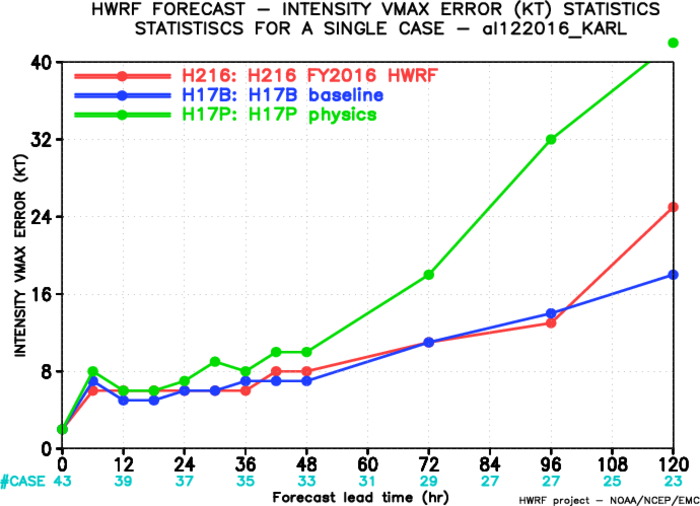 HWRF FORECAST – INTENSITY VMAX ERROR (KT) STATISTICS
STATISTISCS FOR A SINGLE CASE – al122016_KARL
H216: H216 FY2016 HWRF
H17B: H17B baseline
H17P: H17P physics
INTENSITY VMAX ERROR (KT)
40
32
24
16
8
0
0 12 24 36 48 60 72 84 96 108 120
#CASE 43 39 37 35 33 31 29 27 27 25 23
Forecast lead time (hr)
HWRF project – NOAA/NCEP/EMC